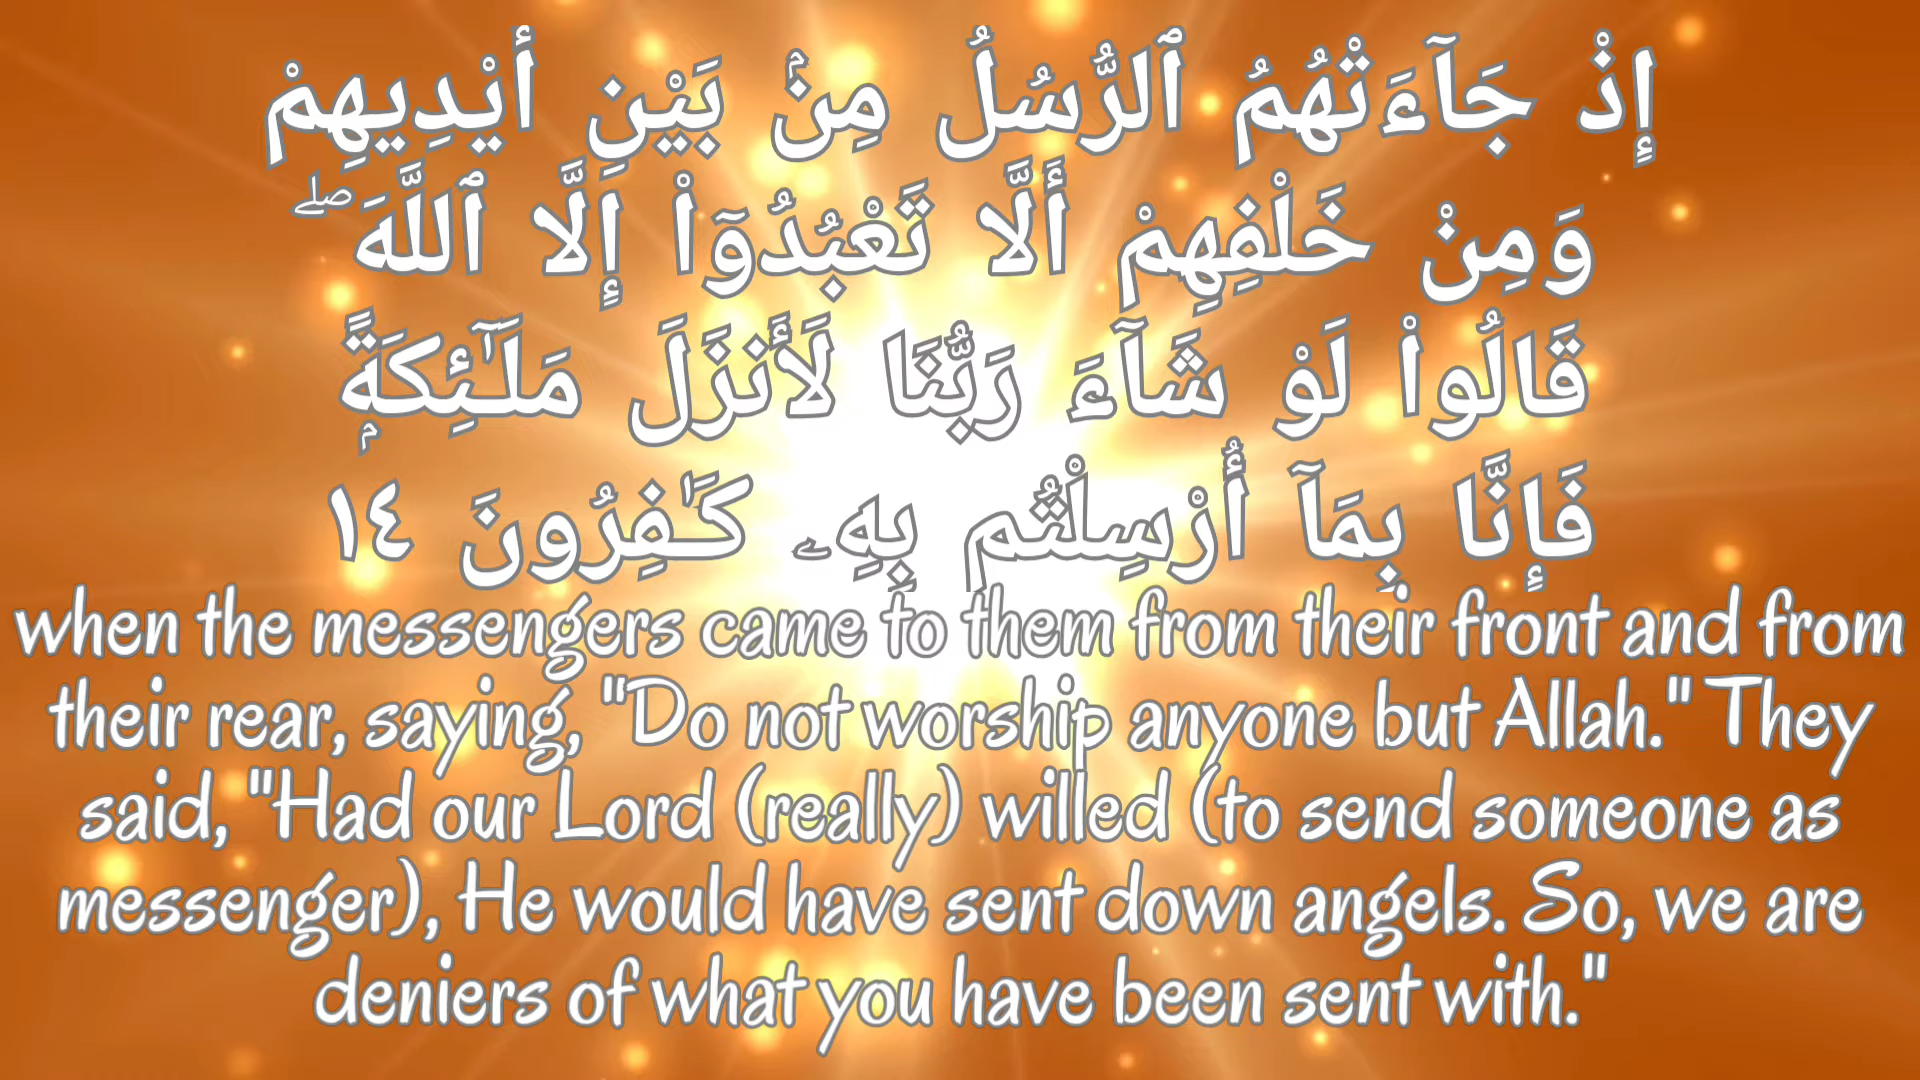 إِذْ جَآءَتْهُمُ ٱلرُّسُلُ مِنۢ بَيْنِ أَيْدِيهِمْ
وَمِنْ خَلْفِهِمْ أَلَّا تَعْبُدُوٓا۟ إِلَّا ٱللَّهَ ۖ
قَالُوا۟ لَوْ شَآءَ رَبُّنَا لَأَنزَلَ مَلَـٰٓئِكَةًۭ
فَإِنَّا بِمَآ أُرْسِلْتُم بِهِۦ كَـٰفِرُونَ ١٤
when the messengers came to them from their front and from
their rear, saying, "Do not worship anyone but Allah." They
said, "Had our Lord (really) willed (to send someone as
messenger), He would have sent down angels. So, we are
deniers of what you have been sent with."